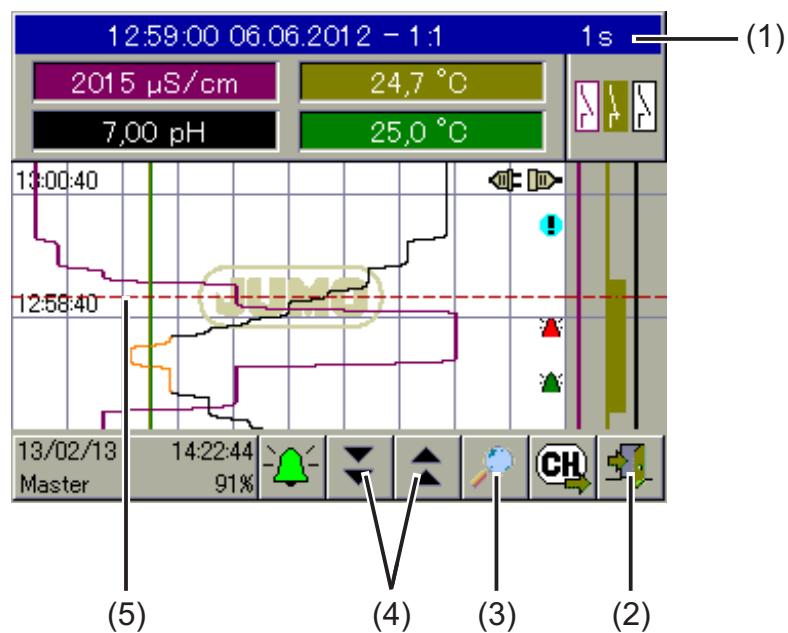 12:59:00 06.06.2012 - 1:1 1s
(1)
2015 µS/cm 24,7 °C
7,00 pH 25,0 °C
13:00:40
JUMO
12:58:40
13/02/13 14:22:44
Master 91%
CH
(5) (4) (3) (2)